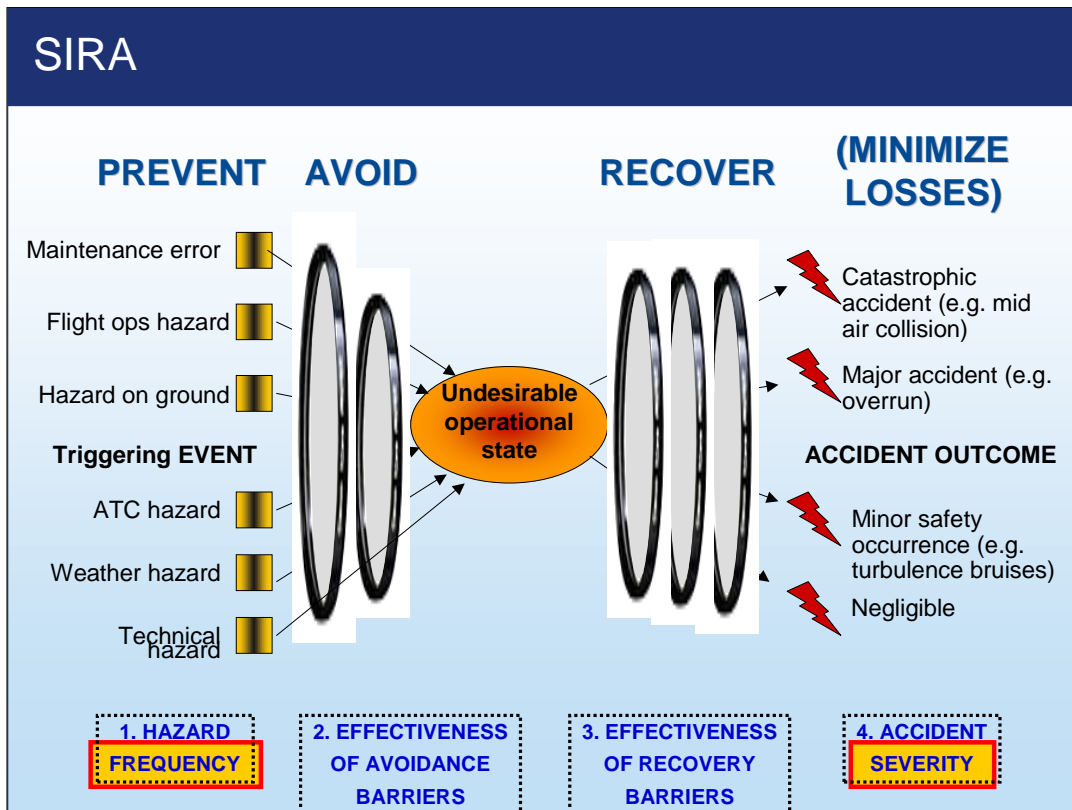 SIRA
PREVENT
AVOID
RECOVER
(MINIMIZE
LOSSES)
Maintenance error
Flight ops hazard
Hazard on ground
Triggering EVENT
ATC hazard
Weather hazard
Technical
hazard
Undesirable
operational
state
Catastrophic
accident (e.g. mid
air collision)
Major accident (e.g.
overrun)
ACCIDENT OUTCOME
Minor safety
occurrence (e.g.
turbulence bruises)
Negligible
1. HAZARD
FREQUENCY
2. EFFECTIVENESS
OF AVOIDANCE
BARRIERS
3. EFFECTIVENESS
OF RECOVERY
BARRIERS
4. ACCIDENT
SEVERITY